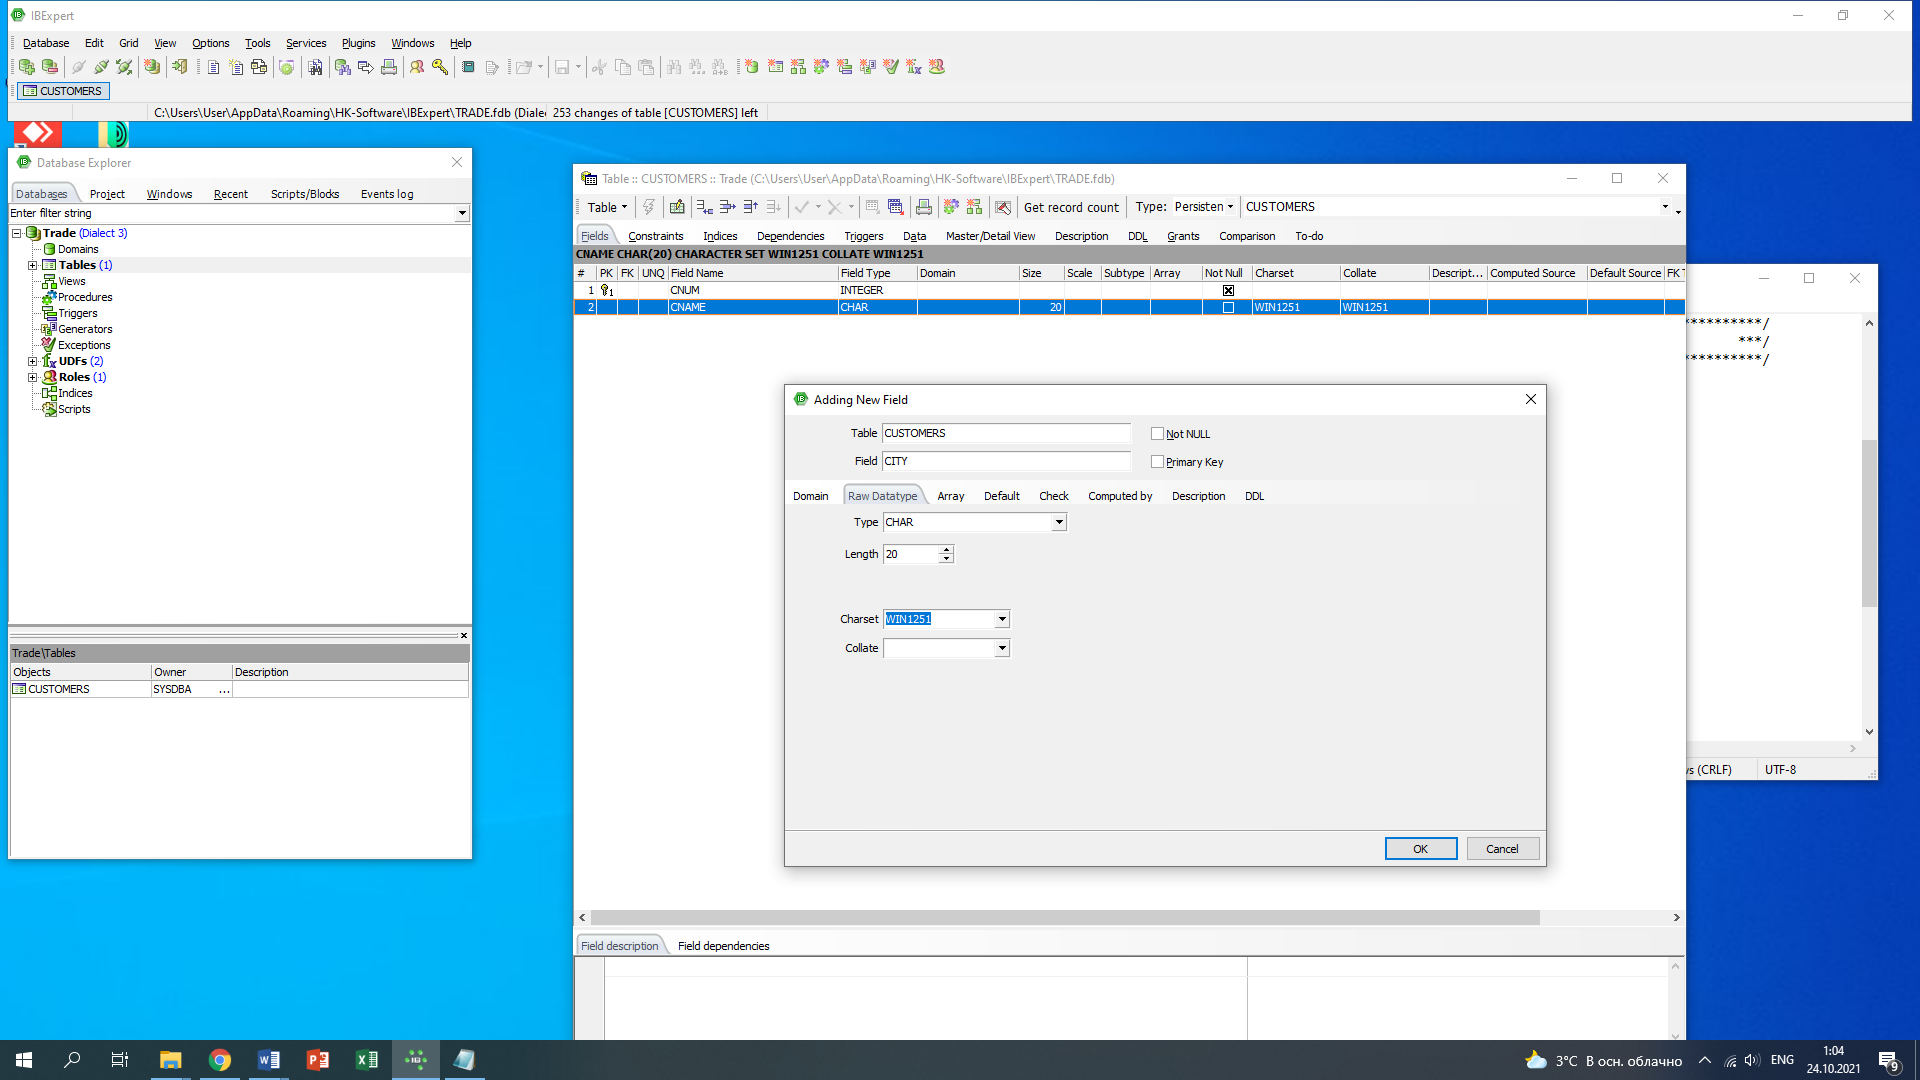 IBExpert
Database Edit Grid View Options Tools Services Plugins Windows Help
CUSTOMERS
C:\Users\User\AppData\Roaming\HK-Software\IBExpert\TRADE.fdb (Dialec 253 changes of table [CUSTOMERS] left
Database Explorer
Databases Project Windows Recent Scripts/Blocks Events log
Enter filter string
Trade (Dialect 3)
Domains
Tables (1)
Views
Procedures
Triggers
Generators
Exceptions
UDFs (2)
Roles (1)
Indices
Scripts
Trade\Tables
Objects Owner Description
CUSTOMERS SYSDBA ...
Table :: CUSTOMERS :: Trade (C:\Users\User\AppData\Roaming\HK-Software\IBExpert\TRADE.fdb)
Table Get record count Type: Persisten CUSTOMERS
Fields Constraints Indices Dependencies Triggers Data Master/Detail View Description DDL Grants Comparison To-do
CNAME CHAR(20) CHARACTER SET WIN1251 COLLATE WIN1251
# PK FK UNQ Field Name Field Type Domain Size Scale Subtype Array Not Null Charset Collate Descript... Computed Source Default Source FK T
1 1 CNUM INTEGER
2 CNAME CHAR 20 WIN1251 WIN1251
Adding New Field
Table CUSTOMERS Not NULL
Field CITY Primary Key
Domain Raw Datatype Array Default Check Computed by Description DDL
Type CHAR
Length 20
Charset WIN1251
Collate
OK Cancel
Field description Field dependencies
**********/
***/
**********/
vs (CRLF) UTF-8
3°C В осн. облачно ENG 1:04
24.10.2021 9